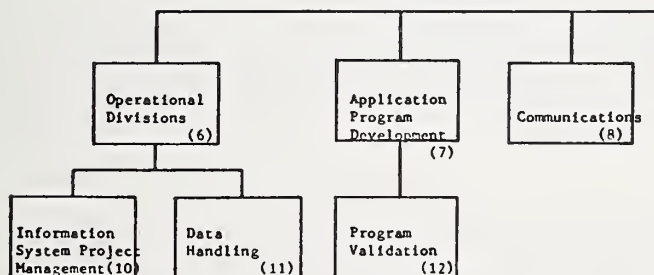 Operational
Divisions
(6)
Application
Program
Development
(7)
Communications
(8)
Information
System Project
Management(10)
Data
Handling
(11)
Program
Validation
(12)